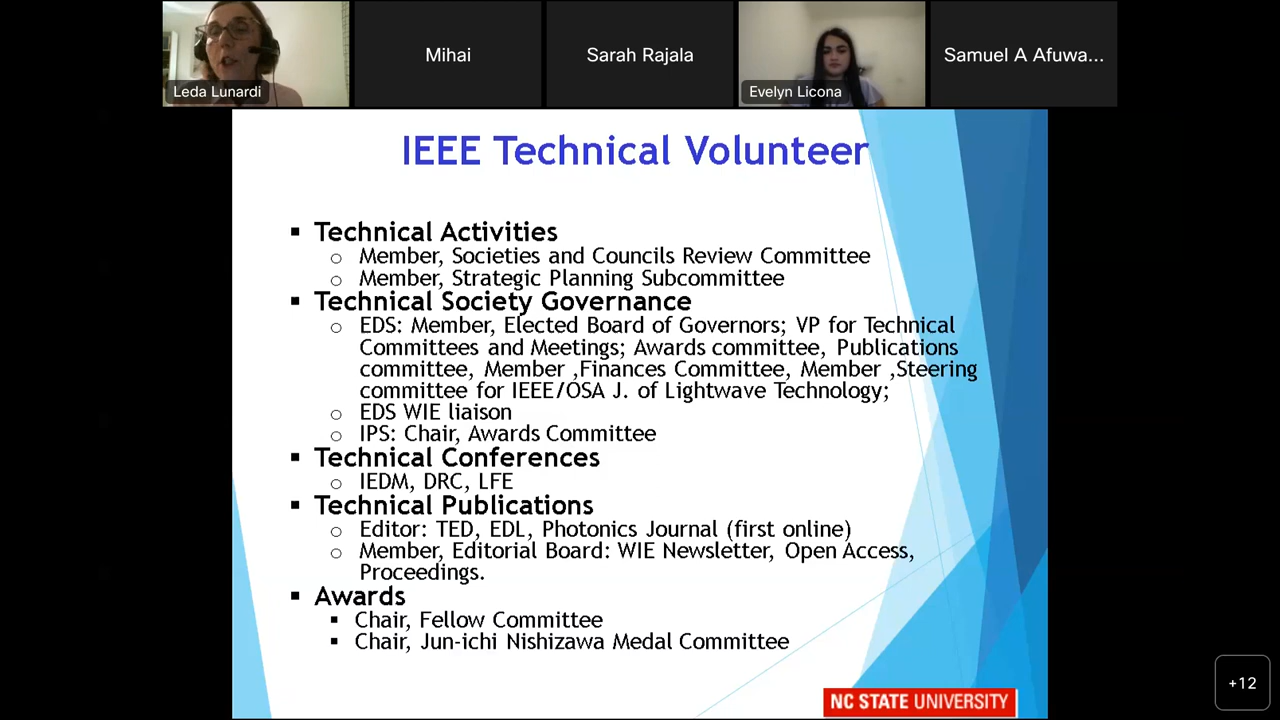 Leda Lunardi
Mihai
Sarah Rajala
Evelyn Licona
Samuel A Afuwa...
IEEE Technical Volunteer
▪ Technical Activities
○ Member, Societies and Councils Review Committee
○ Member, Strategic Planning Subcommittee
▪ Technical Society Governance
○ EDS: Member, Elected Board of Governors; VP for Technical
Committees and Meetings; Awards committee, Publications
committee, Member ,Finances Committee, Member ,Steering
committee for IEEE/OSA J. of Lightwave Technology;
○ EDS WIE liaison
○ IPS: Chair, Awards Committee
▪ Technical Conferences
○ IEDM, DRC, LFE
▪ Technical Publications
○ Editor: TED, EDL, Photonics Journal (first online)
○ Member, Editorial Board: WIE Newsletter, Open Access,
Proceedings.
▪ Awards
▪ Chair, Fellow Committee
▪ Chair, Jun-ichi Nishizawa Medal Committee
NC STATE UNIVERSITY
+12